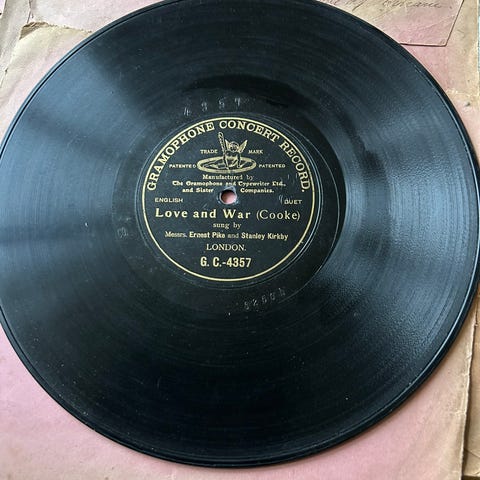 4357
GRAMOPHONE CONCERT RECORD.
TRADE MARK
PATENTED PATENTED
Manufactured by
The Gramophone and Typewriter Ltd.,
and Sister Companies.
ENGLISH DUET
Love and War (Cooke)
sung by
Messrs. Ernest Pike and Stanley Kirkby
LONDON.
G. C.-4357